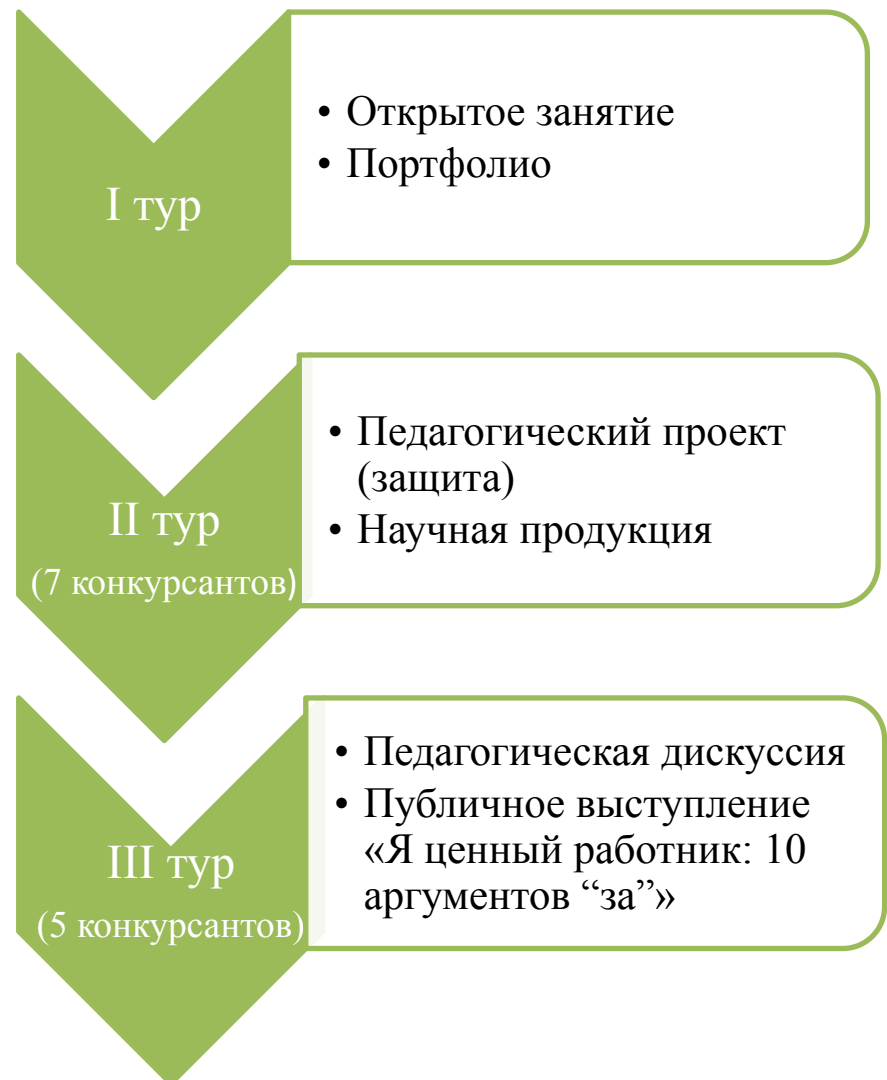 I тур
• Открытое занятие
• Портфолио
II тур
(7 конкурсантов)
• Педагогический проект
(защита)
• Научная продукция
III тур
(5 конкурсантов)
• Педагогическая дискуссия
• Публичное выступление
«Я ценный работник: 10
аргументов “за”»